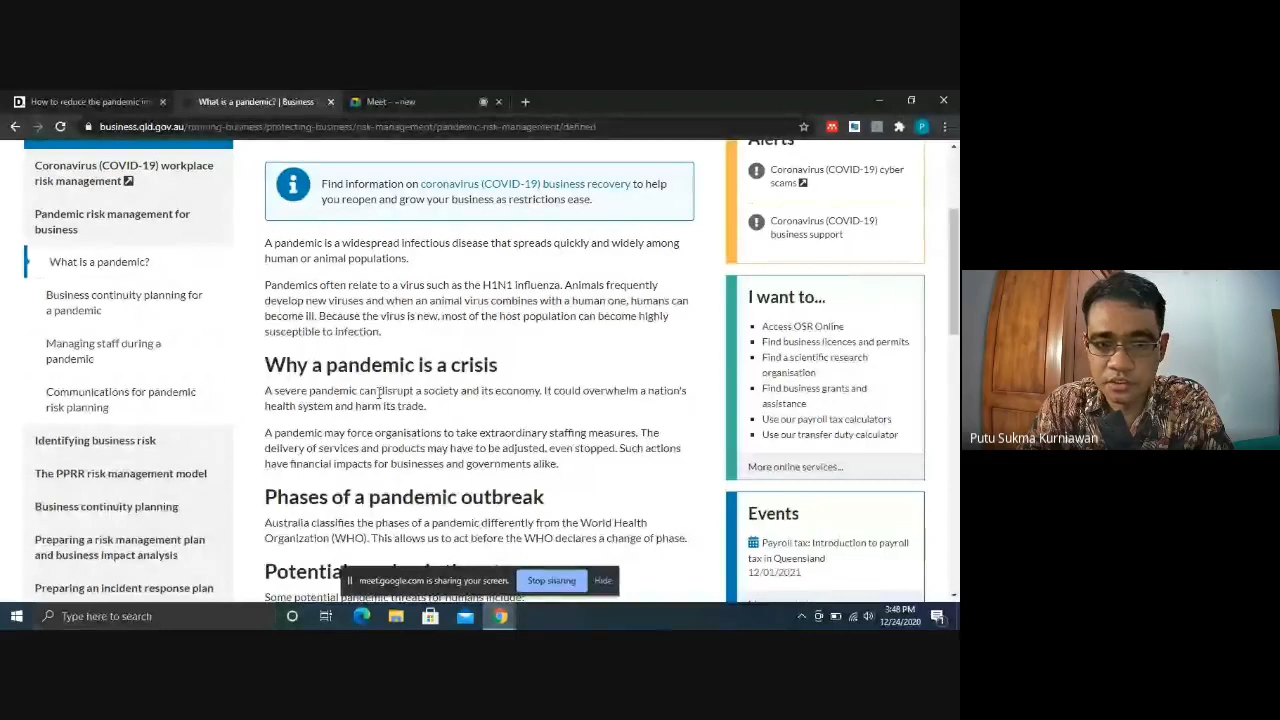 How to reduce the pandemic im
What is a pandemic? | Business
Meet – -new
business.qld.gov.au/running-business/protecting-business/risk-management/pandemic-risk-management/defined
Coronavirus (COVID-19) workplace
risk management
Pandemic risk management for
business
What is a pandemic?
Business continuity planning for
a pandemic
Managing staff during a
pandemic
Communications for pandemic
risk planning
Identifying business risk
The PPRR risk management model
Business continuity planning
Preparing a risk management plan
and business impact analysis
Preparing an incident response plan
Find information on coronavirus (COVID-19) business recovery to help
you reopen and grow your business as restrictions ease.
A pandemic is a widespread infectious disease that spreads quickly and widely among
human or animal populations.
Pandemics often relate to a virus such as the H1N1 influenza. Animals frequently
develop new viruses and when an animal virus combines with a human one, humans can
become ill. Because the virus is new, most of the host population can become highly
susceptible to infection.
Why a pandemic is a crisis
A severe pandemic can disrupt a society and its economy. It could overwhelm a nation's
health system and harm its trade.
A pandemic may force organisations to take extraordinary staffing measures. The
delivery of services and products may have to be adjusted, even stopped. Such actions
have financial impacts for businesses and governments alike.
Phases of a pandemic outbreak
Australia classifies the phases of a pandemic differently from the World Health
Organization (WHO). This allows us to act before the WHO declares a change of phase.
Potential
Some potential pandemic threats for humans include:
Alerts
Coronavirus (COVID-19) cyber
scams
Coronavirus (COVID-19)
business support
I want to...
Access OSR Online
Find business licences and permits
Find a scientific research
organisation
Find business grants and
assistance
Use our payroll tax calculators
Use our transfer duty calculator
More online services...
Events
Payroll tax: Introduction to payroll
tax in Queensland
12/01/2021
meet.google.com is sharing your screen.
Stop sharing
Hide
Type here to search
3:48 PM
12/24/2020
Putu Sukma Kurniawan